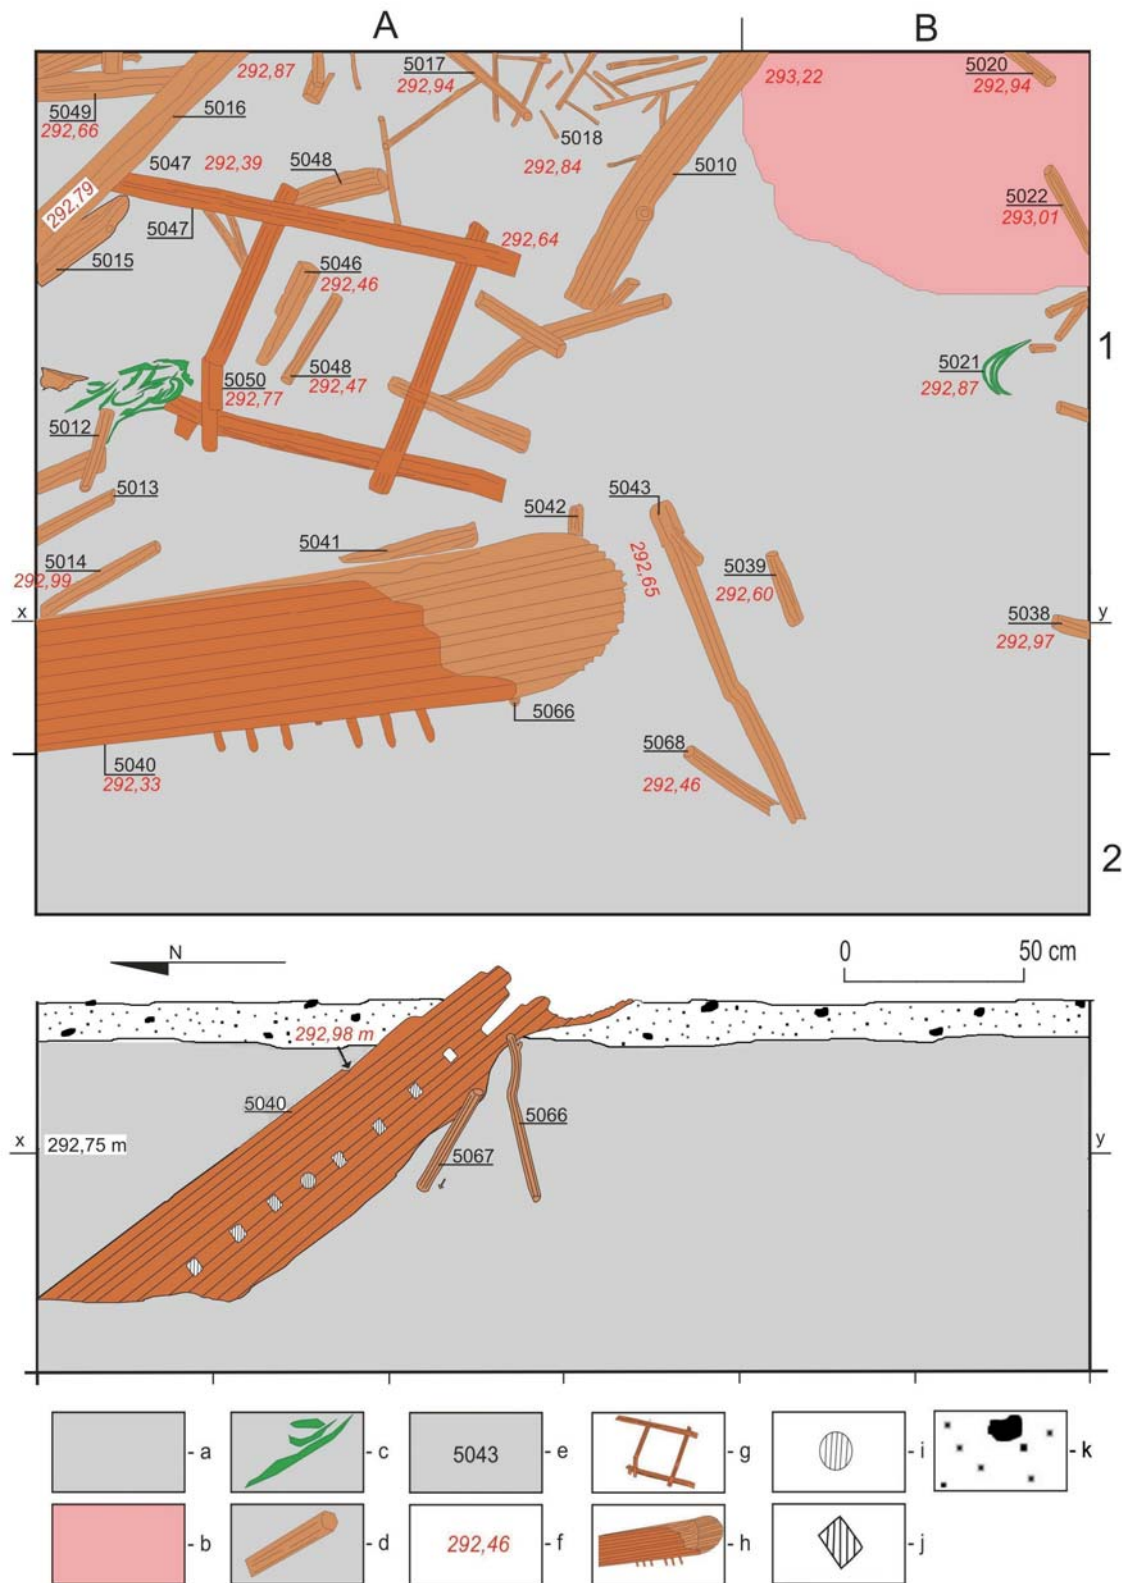 A B
292,87
5017
292,94
293,22
5020
292,94
5049
292,66
5016
5018
5047
292,39
5048
292,84
5010
292,79
5022
293,01
5047
292,64
5015
5046
292,46
1
5021
292,87
5050
292,77
5048
292,47
5012
5013
5042
5043
5041
5014
292,99
292,65
5039
292,60
x
y
5038
292,97
5066
5068
292,46
5040
292,33
2
N
0 50 cm
292,98 m
5040
5066
x
292,75 m
5067
y
a
c
5043
e
g
i
k
b
d
292,46
f
h
j